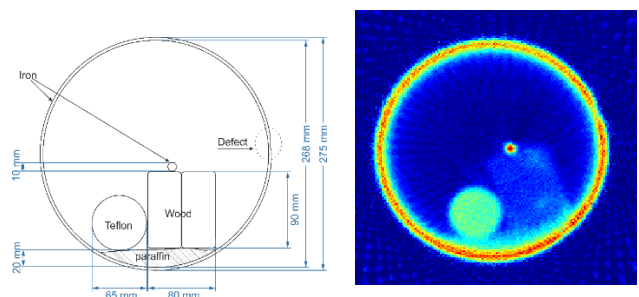 Iron
Defect
10 mm
268 mm
275 mm
Teflon
Wood
90 mm
paraffin
20 mm
65 mm
80 mm